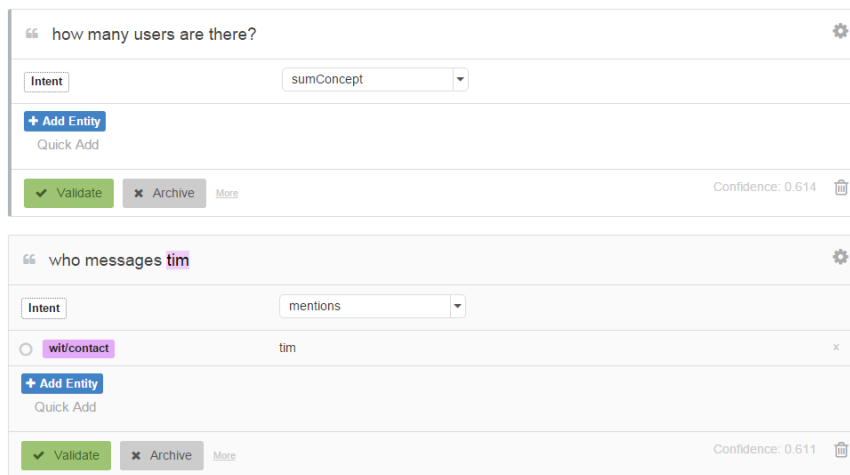 “ how many users are there?
Intent sumConcept
+ Add Entity
Quick Add
✔ Validate ✖ Archive More Confidence: 0.614
“ who messages tim
Intent mentions
wit/contact tim x
+ Add Entity
Quick Add
✔ Validate ✖ Archive More Confidence: 0.611